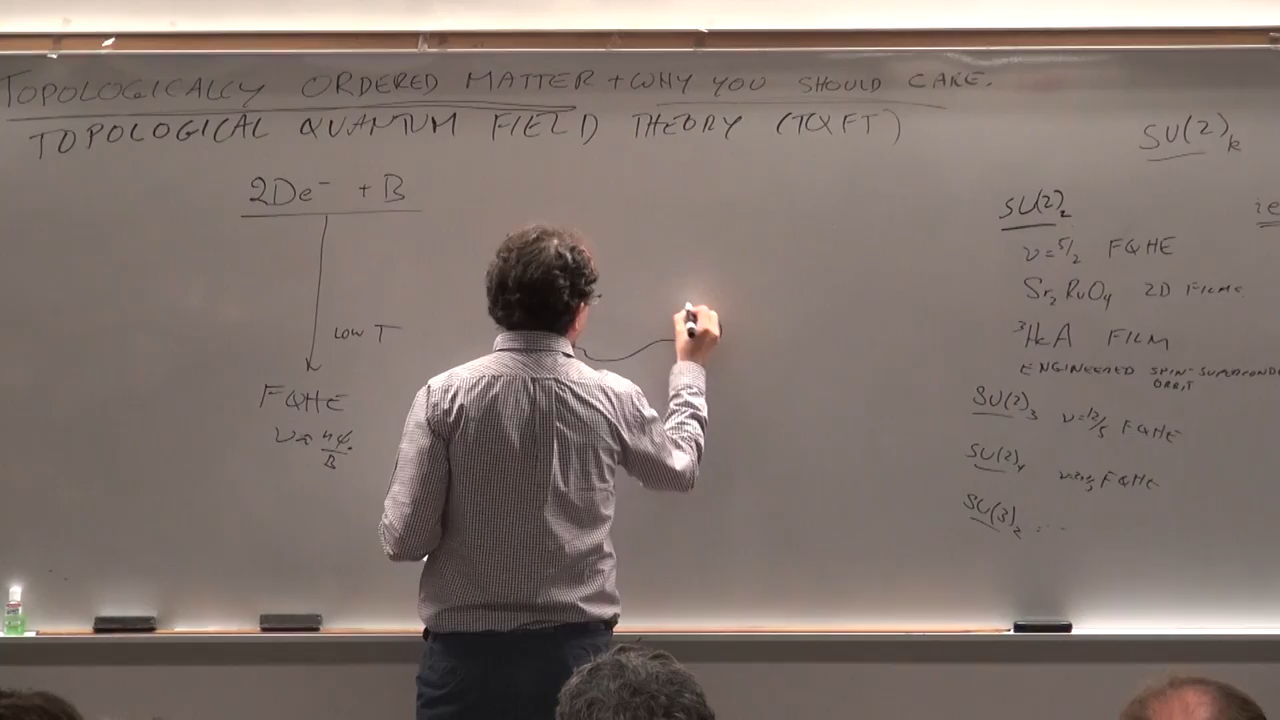 TOPOLOGICALLY ORDERED MATTER + WHY YOU SHOULD CARE.
TOPOLOGICAL QUANTUM FIELD THEORY (TQFT)
2De⁻ + B
LOW T
FQHE
SU(2)ₖ
SU(2)₂
ie
ν=5/2 FQHE
Sr₂RuO₄ 2D FILMS
³HeA FILM
ENGINEERED SPIN-
ORBIT
SU(2)₃ ν=12/5 FQHE
SU(2)₄ FQHE
SU(3)₂ ...